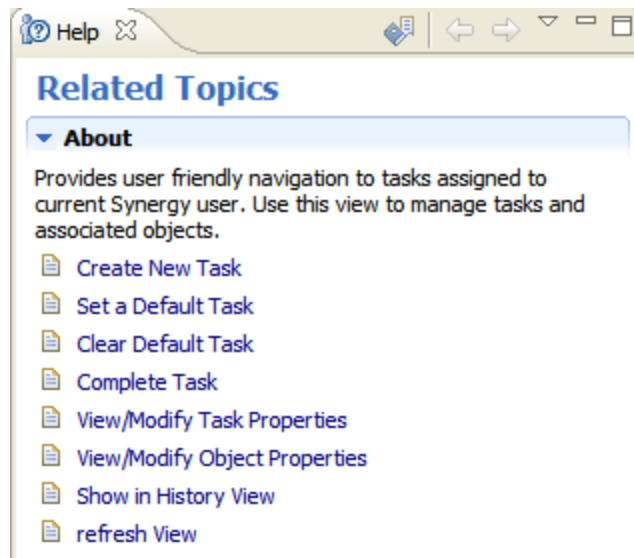 Help
Related Topics
About
Provides user friendly navigation to tasks assigned to
current Synergy user. Use this view to manage tasks and
associated objects.
Create New Task
Set a Default Task
Clear Default Task
Complete Task
View/Modify Task Properties
View/Modify Object Properties
Show in History View
refresh View